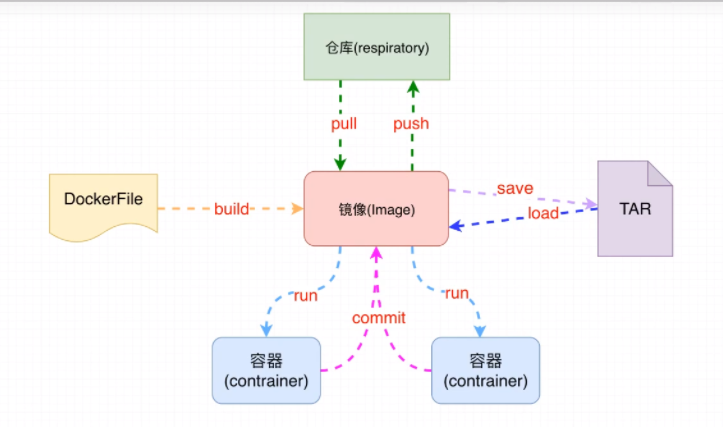 仓库(respiratory)
pull
push
DockerFile
build
镜像(Image)
save
load
TAR
run
run
commit
容器
(contrainer)
容器
(contrainer)